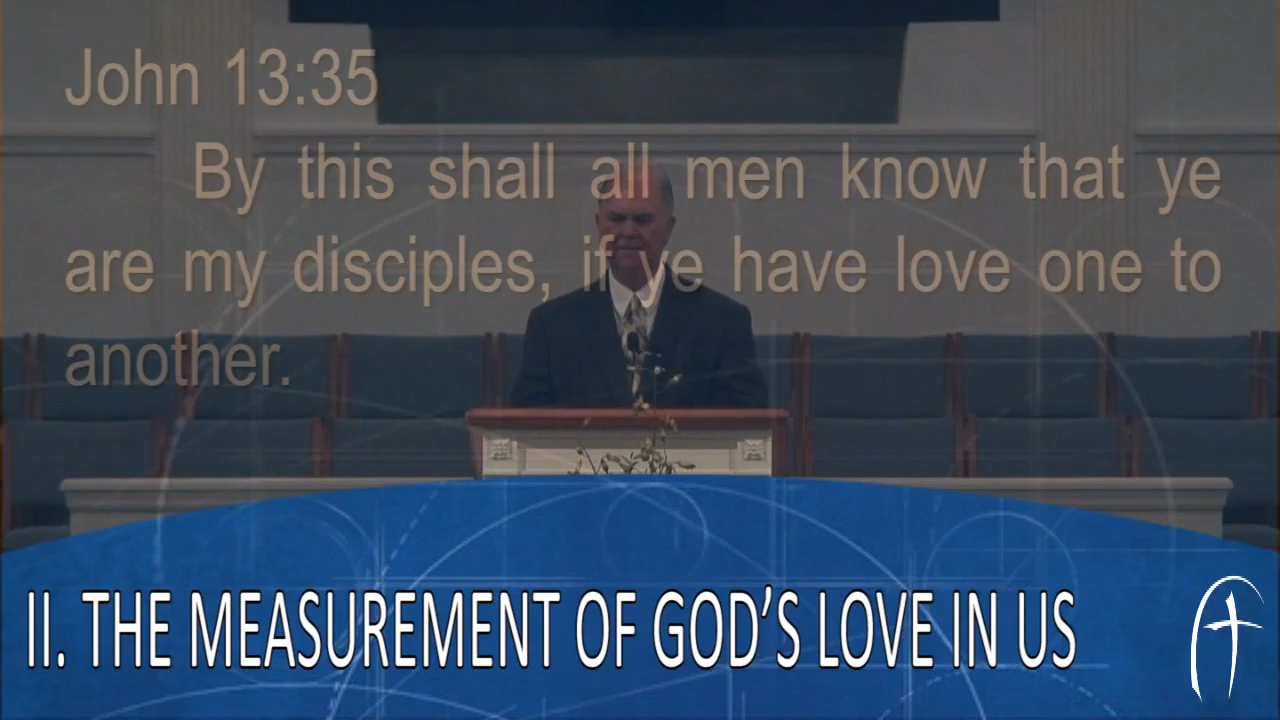 John 13:35
By this shall all men know that ye
are my disciples, if ye have love one to
another.
II. THE MEASUREMENT OF GOD’S LOVE IN US